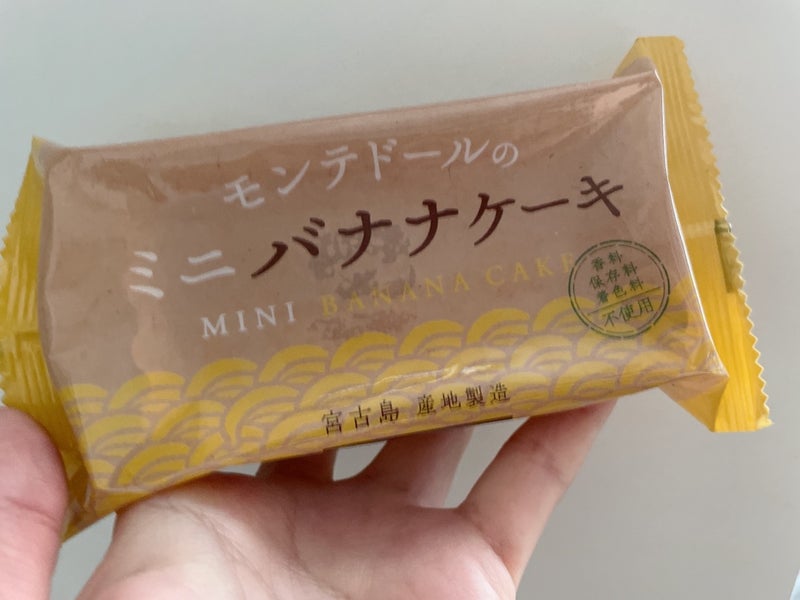 モンテドールの
ミニ バナナケーキ
MINI BANANA CAKE
香料
保存料
着色料
不使用
宮古島 産地製造